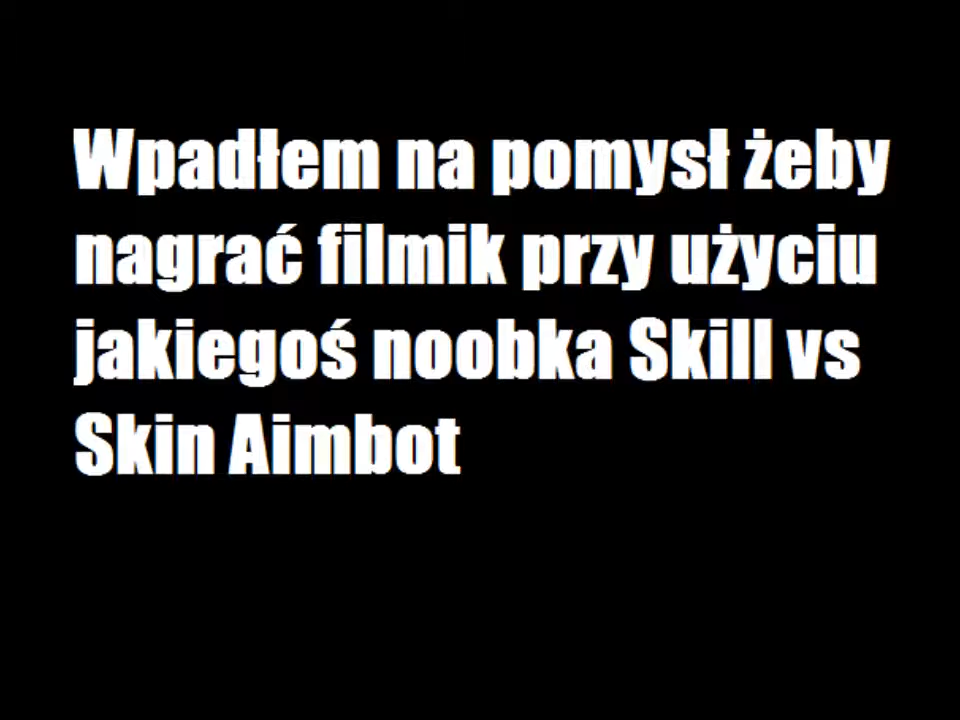 Wpadłem na pomysł żeby
nagrać filmik przy użyciu
jakiegoś noobka Skill vs
Skin Aimbot